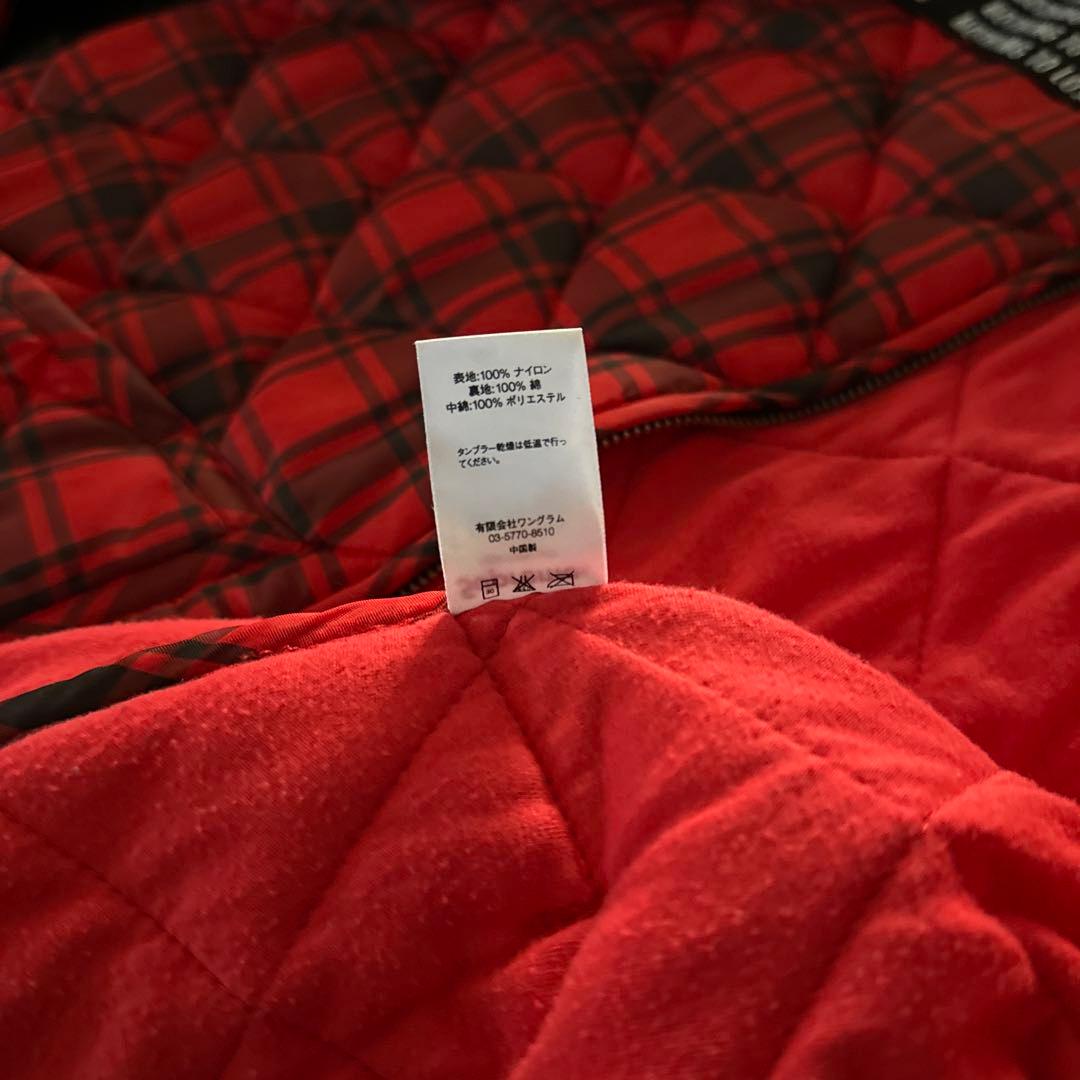 表地:100% ナイロン
裏地:100% 綿
中綿:100% ポリエステル
タンブラー乾燥は低温で行っ
てください。
有限会社ワングラム
03-5770-8510
中国製